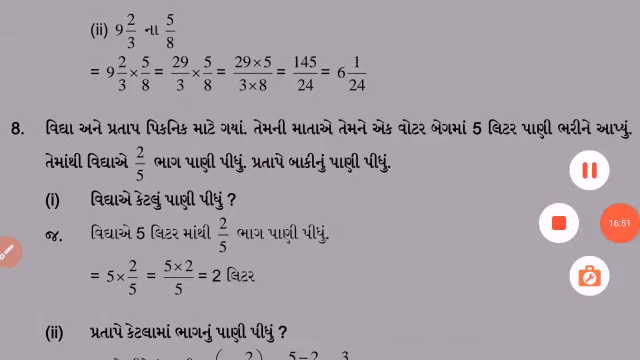 (ii) 9 2/3 ના 5/8
= 9 2/3 × 5/8 = 29/3 × 5/8 = 29 × 5 / 3 × 8 = 145/24 = 6 1/24
8. વિદ્યા અને પ્રતાપ પિકનિક માટે ગયાં. તેમની માતાએ તેમને એક વોટર બેગમાં 5 લિટર પાણી ભરીને આપ્યું.
તેમાંથી વિદ્યાએ 2/5 ભાગ પાણી પીધું. પ્રતાપે બાકીનું પાણી પીધું.
(i) વિદ્યાએ કેટલું પાણી પીધું ?
જ. વિદ્યાએ 5 લિટર માંથી 2/5 ભાગ પાણી પીધું.
= 5 × 2/5 = 5 × 2 / 5 = 2 લિટર
(ii) પ્રતાપે કેટલામાં ભાગનું પાણી પીધું ?
16:51